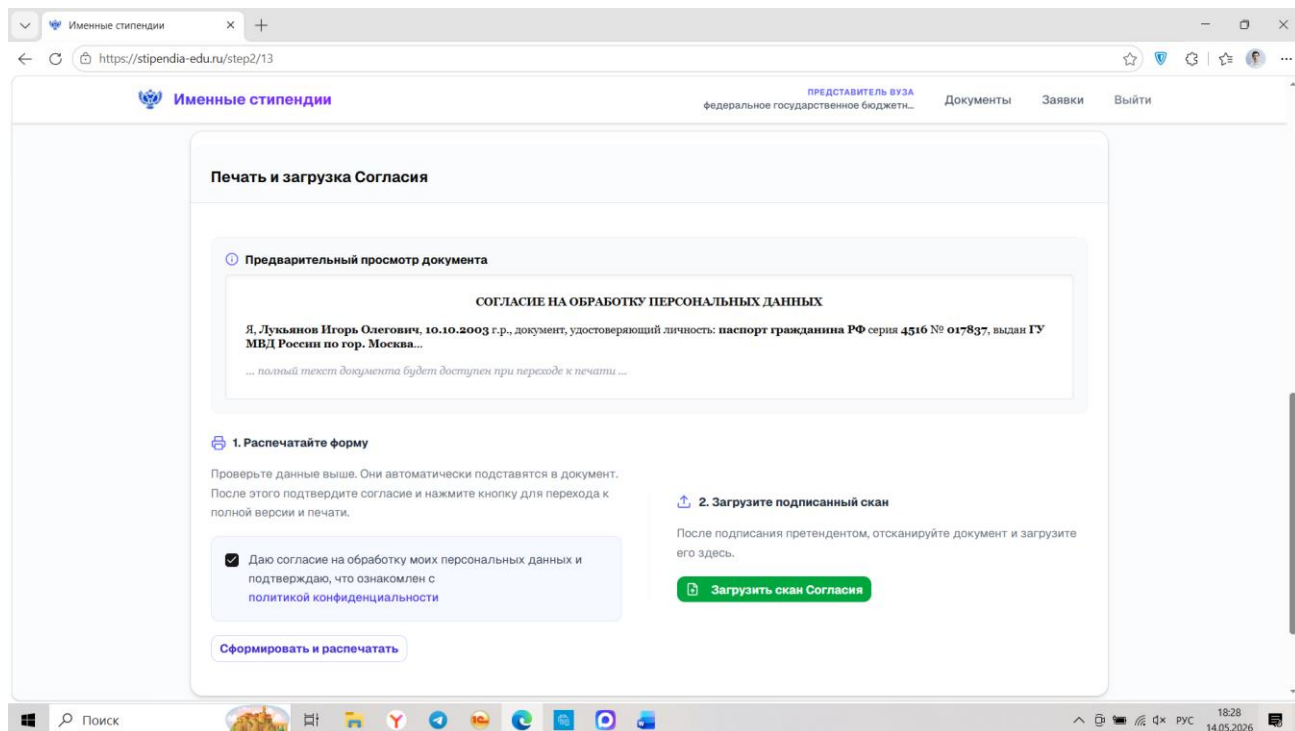 Именные стипендии
https://stipendia-edu.ru/step2/13
Именные стипендии
ПРЕДСТАВИТЕЛЬ ВУЗА
федеральное государственное бюджетн...
Документы
Заявки
Выйти
Печать и загрузка Согласия
Предварительный просмотр документа
СОГЛАСИЕ НА ОБРАБОТКУ ПЕРСОНАЛЬНЫХ ДАННЫХ
Я, Лукьянов Игорь Олегович, 10.10.2003 г.р., документ, удостоверяющий личность: паспорт гражданина РФ серия 4516 № 017837, выдан ГУ
МВД России по гор. Москва...
... полный текст документа будет доступен при переходе к печати ...
1. Распечатайте форму
Проверьте данные выше. Они автоматически подставятся в документ.
После этого подтвердите согласие и нажмите кнопку для перехода к
полной версии и печати.
Даю согласие на обработку моих персональных данных и
подтверждаю, что ознакомлен с
политикой конфиденциальности
Сформировать и распечатать
2. Загрузите подписанный скан
После подписания претендентом, отсканируйте документ и загрузите
его здесь.
Загрузить скан Согласия
Поиск
РУС
18:28
14.05.2026